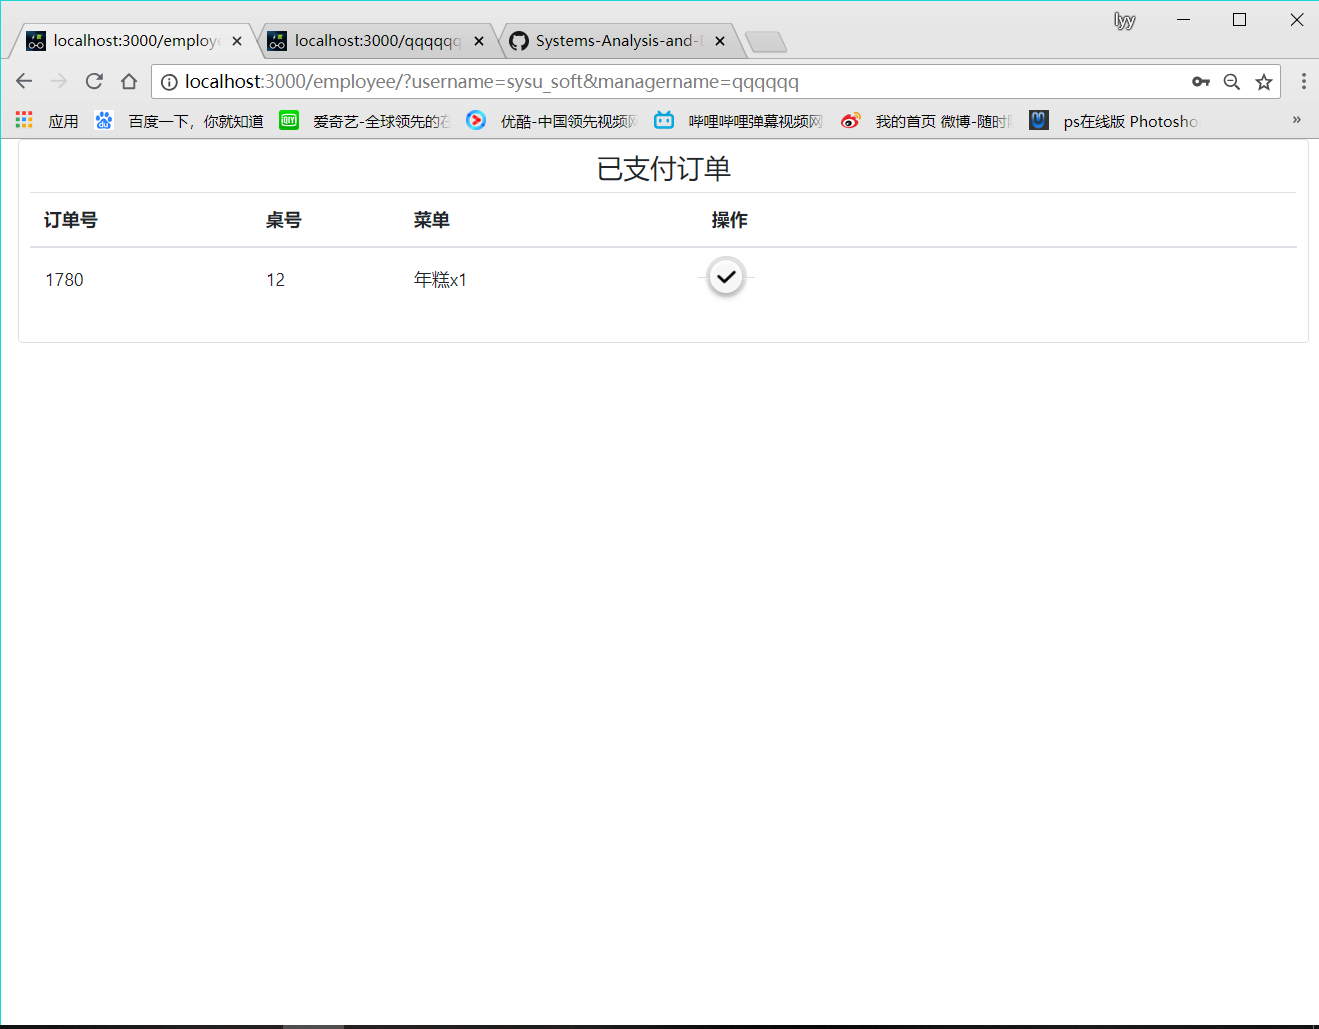 lyy
localhost:3000/employe
localhost:3000/qqqqqq
Systems-Analysis-and-
localhost:3000/employee/?username=sysu_soft&managername=qqqqqq
应用
百度一下，你就知道
爱奇艺-全球领先的在
优酷-中国领先视频网
哔哩哔哩弹幕视频网
我的首页 微博-随时
ps在线版 Photosho
»
已支付订单
订单号 桌号 菜单 操作
1780 12 年糕x1